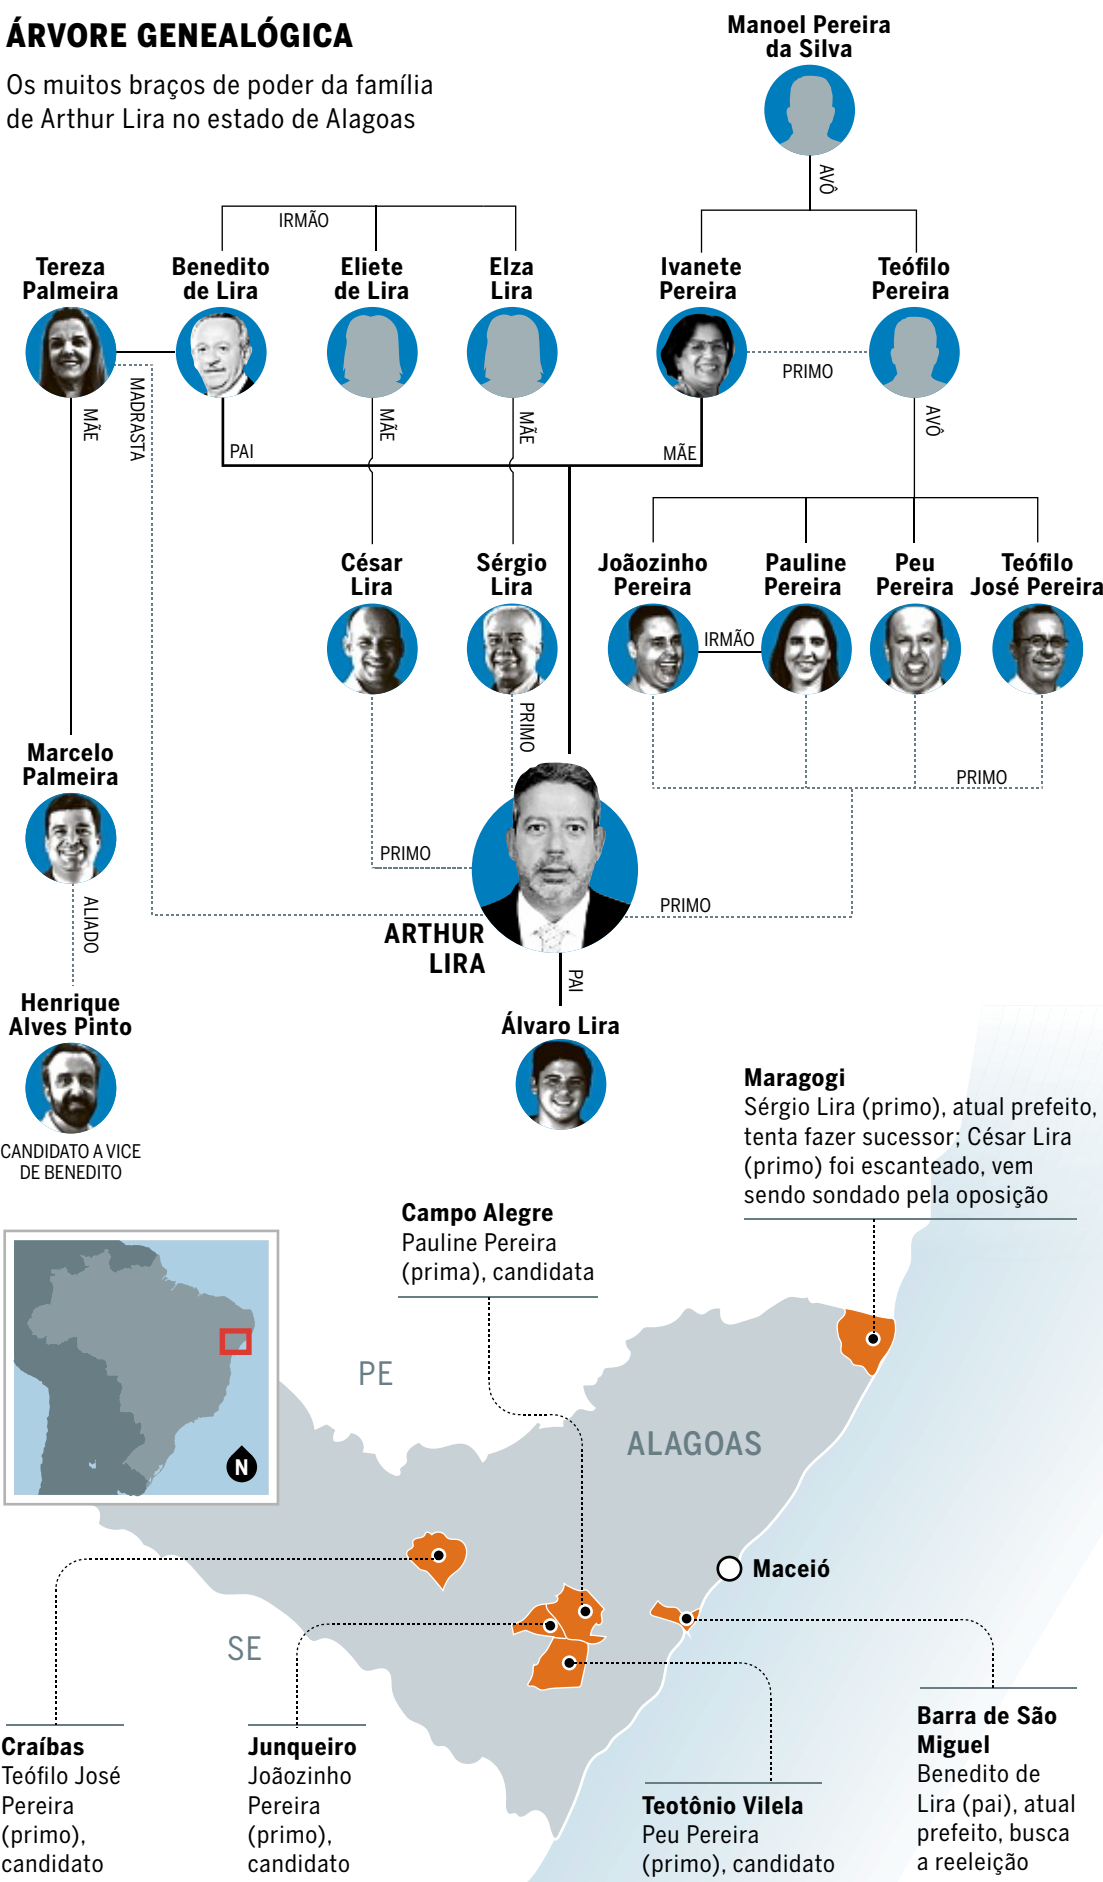 ÁRVORE GENEALÓGICA
Os muitos braços de poder da família
de Arthur Lira no estado de Alagoas
Manoel Pereira
da Silva
AVÔ
IRMÃO
Tereza
Palmeira
Benedito
de Lira
Eliete
de Lira
Elza
Lira
Ivanete
Pereira
Teófilo
Pereira
PRIMO
MÃE
MADRASTA
PAI
MÃE
MÃE
MÃE
AVÔ
César
Lira
Sérgio
Lira
Joãozinho
Pereira
Pauline
Pereira
Peu
Pereira
Teófilo
José Pereira
IRMÃO
PRIMO
Marcelo
Palmeira
PRIMO
PRIMO
PRIMO
ALIADO
ARTHUR
LIRA
PAI
Henrique
Alves Pinto
CANDIDATO A VICE
DE BENEDITO
Álvaro Lira
Maragogi
Sérgio Lira (primo), atual prefeito,
tenta fazer sucessor; César Lira
(primo) foi escanteado, vem
sendo sondado pela oposição
Campo Alegre
Pauline Pereira
(prima), candidata
N
PE
ALAGOAS
Maceió
SE
Craíbas
Teófilo José
Pereira
(primo),
candidato
Junqueiro
Joãozinho
Pereira
(primo),
candidato
Teotônio Vilela
Peu Pereira
(primo), candidato
Barra de São
Miguel
Benedito de
Lira (pai), atual
prefeito, busca
a reeleição